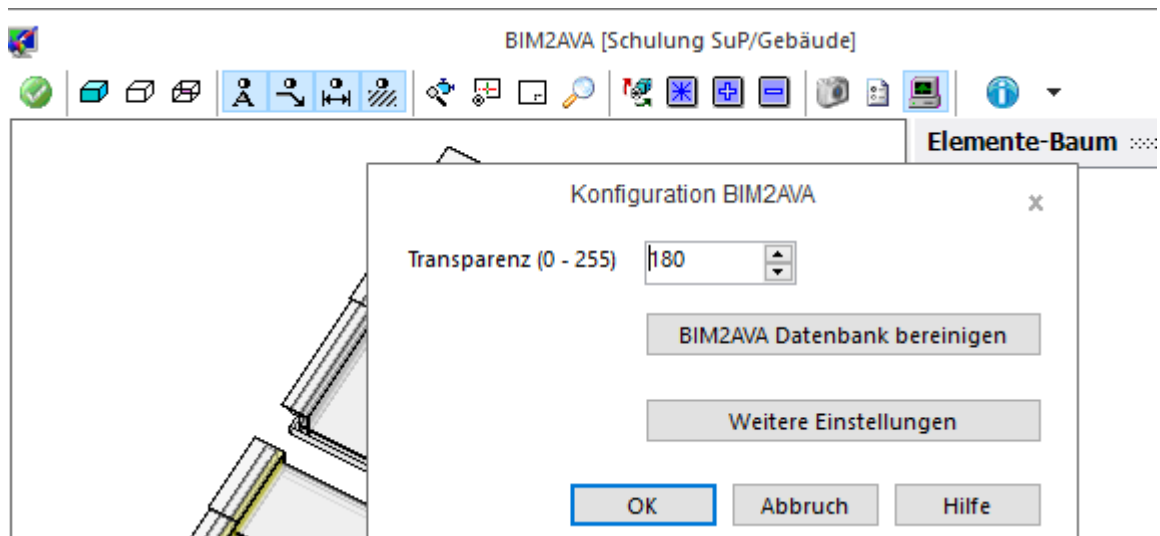 BIM2AVA [Schulung SuP/Gebäude]
A
Elemente-Baum
Konfiguration BIM2AVA
Transparenz (0 - 255) 180
BIM2AVA Datenbank bereinigen
Weitere Einstellungen
OK Abbruch Hilfe